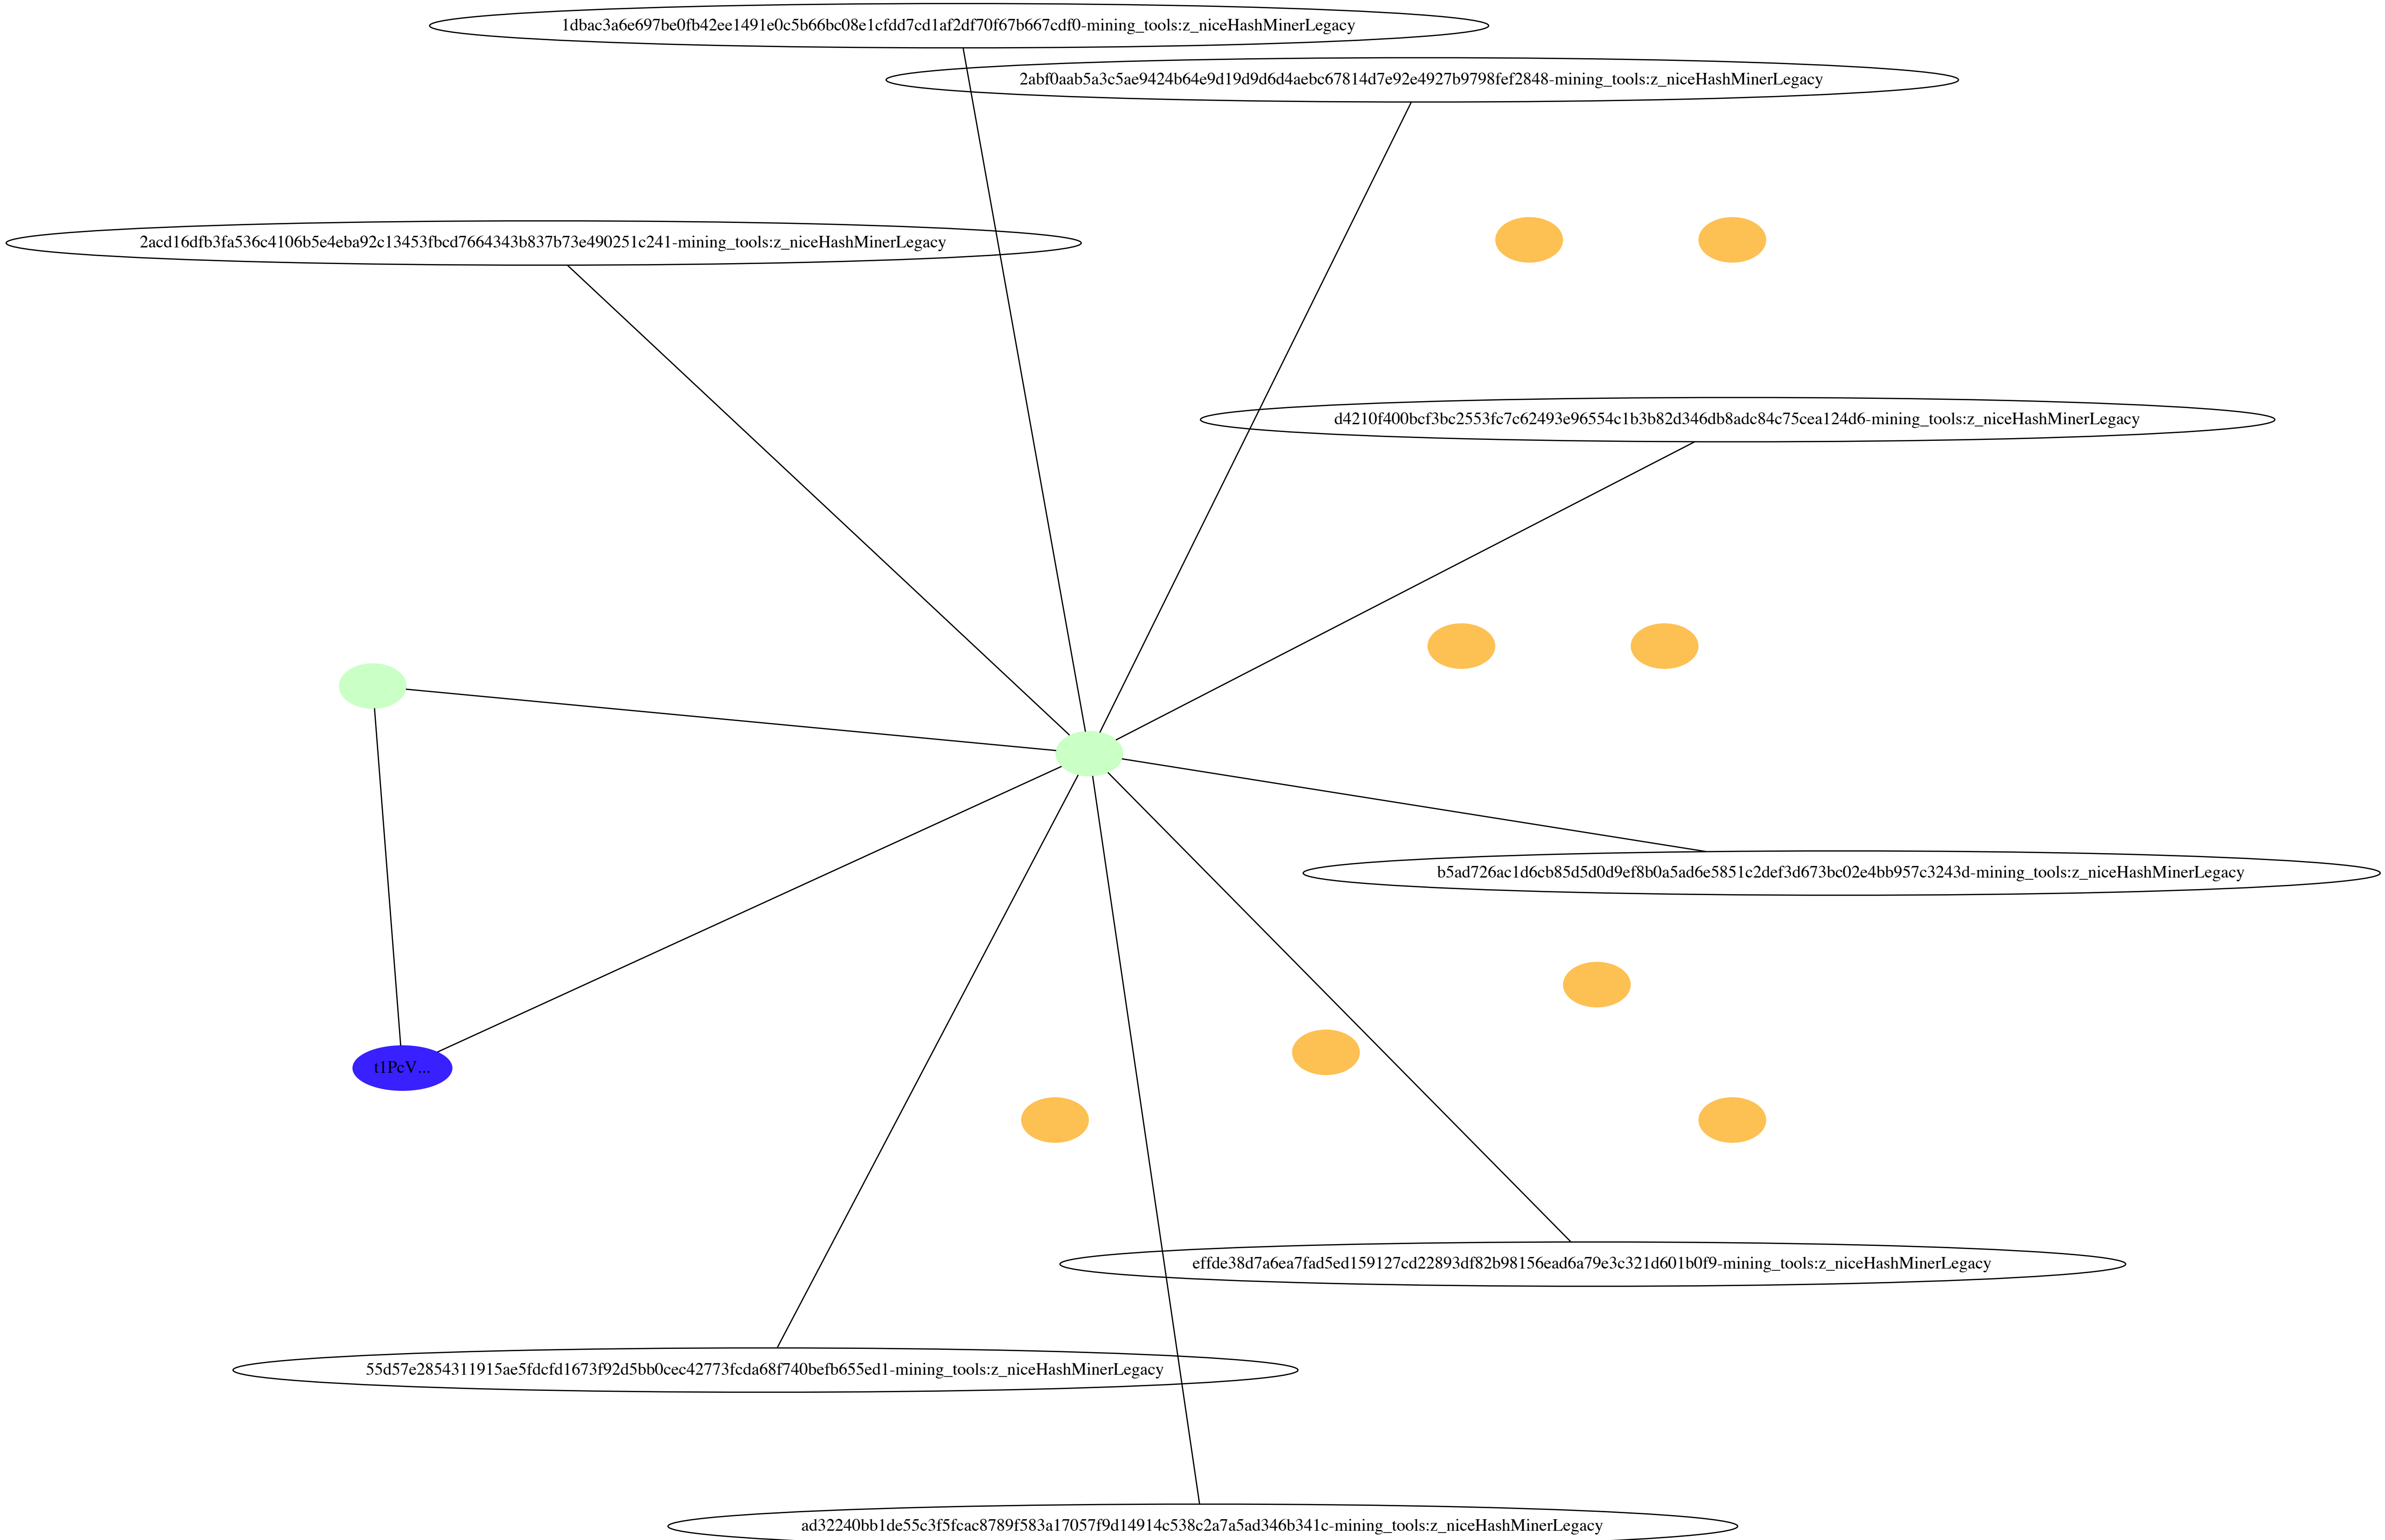 1dbac3a6e697be0fb42ee1491e0c5b66bc08e1cfdd7cd1af2df70f67b667cdf0-mining_tools:z_niceHashMinerLegacy
2abf0aab5a3c5ae9424b64e9d19d9d6d4aebc67814d7e92e4927b9798fef2848-mining_tools:z_niceHashMinerLegacy
2acd16dfb3fa536c4106b5e4eba92c13453fbcd7664343b837b73e490251c241-mining_tools:z_niceHashMinerLegacy
d4210f400bcf3bc2553fc7c62493e96554c1b3b82d346db8adc84c75cea124d6-mining_tools:z_niceHashMinerLegacy
b5ad726ac1d6cb85d5d0d9ef8b0a5ad6e5851c2def3d673bc02e4bb957c3243d-mining_tools:z_niceHashMinerLegacy
t1PcV...
effde38d7a6ea7fad5ed159127cd22893df82b98156ead6a79e3c321d601b0f9-mining_tools:z_niceHashMinerLegacy
55d57e2854311915ae5fdcfd1673f92d5bb0cec42773fcda68f740befb655ed1-mining_tools:z_niceHashMinerLegacy
ad32240bb1de55c3f5fcac8789f583a17057f9d14914c538c2a7a5ad346b341c-mining_tools:z_niceHashMinerLegacy